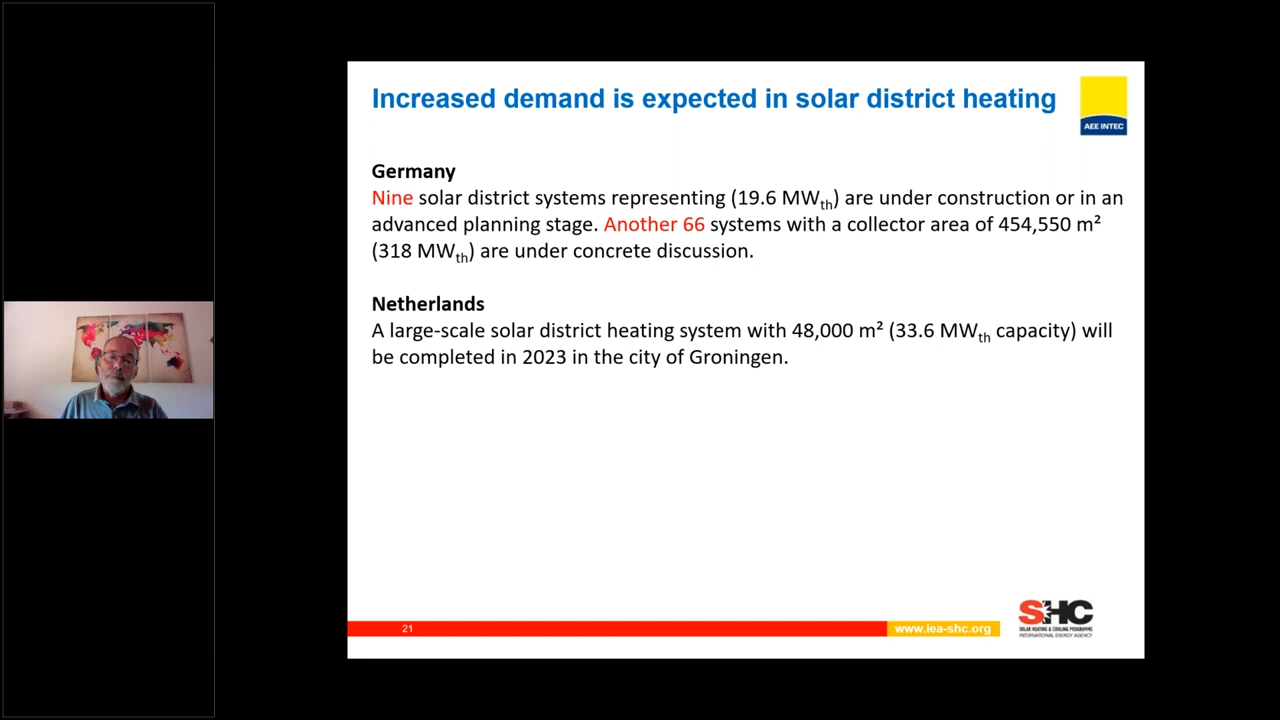 Increased demand is expected in solar district heating
AEE INTEC
Germany
Nine solar district systems representing (19.6 MWth) are under construction or in an
advanced planning stage. Another 66 systems with a collector area of 454,550 m²
(318 MWth) are under concrete discussion.
Netherlands
A large-scale solar district heating system with 48,000 m² (33.6 MWth capacity) will
be completed in 2023 in the city of Groningen.
21
www.iea-shc.org
SHC
SOLAR HEATING & COOLING PROGRAMME
INTERNATIONAL ENERGY AGENCY